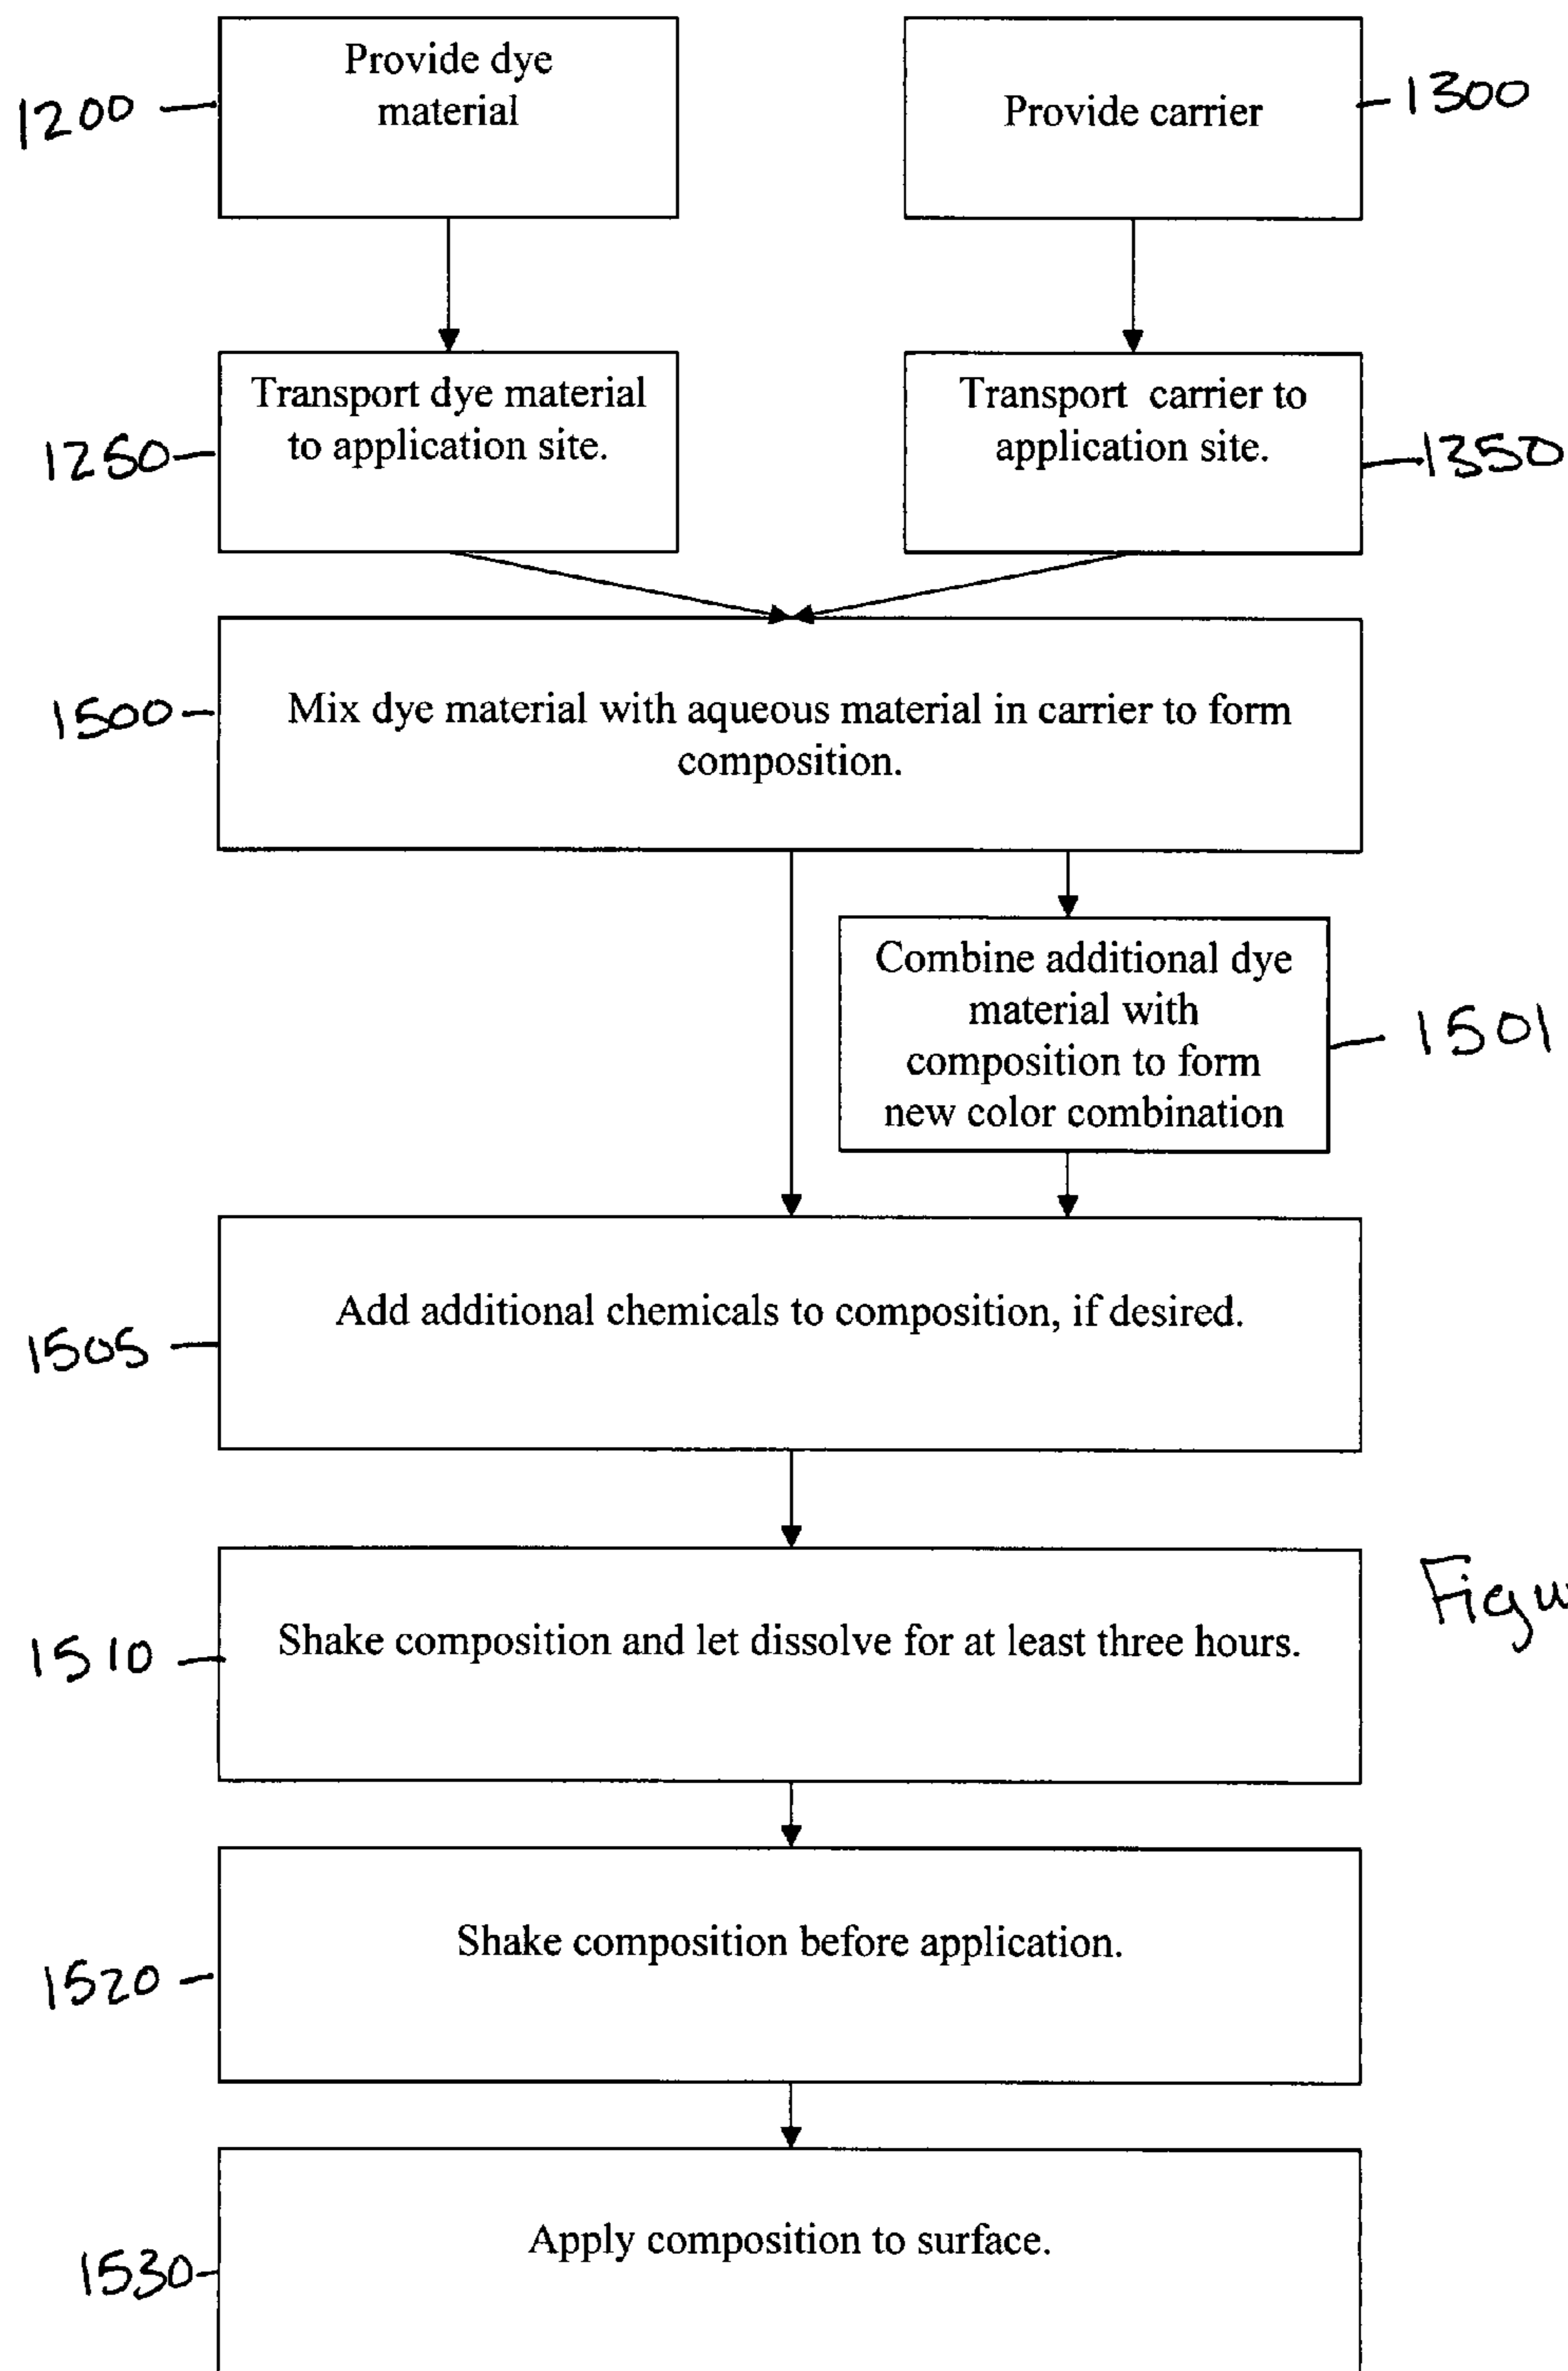 Provide dye
material
1200
Provide carrier
1300
Transport dye material
to application site.
1250
Transport carrier to
application site.
1350
Mix dye material with aqueous material in carrier to form
composition.
1500
Combine additional dye
material with
composition to form
new color combination
1501
Add additional chemicals to composition, if desired.
1505
Shake composition and let dissolve for at least three hours.
1510
Shake composition before application.
1520
Apply composition to surface.
1530